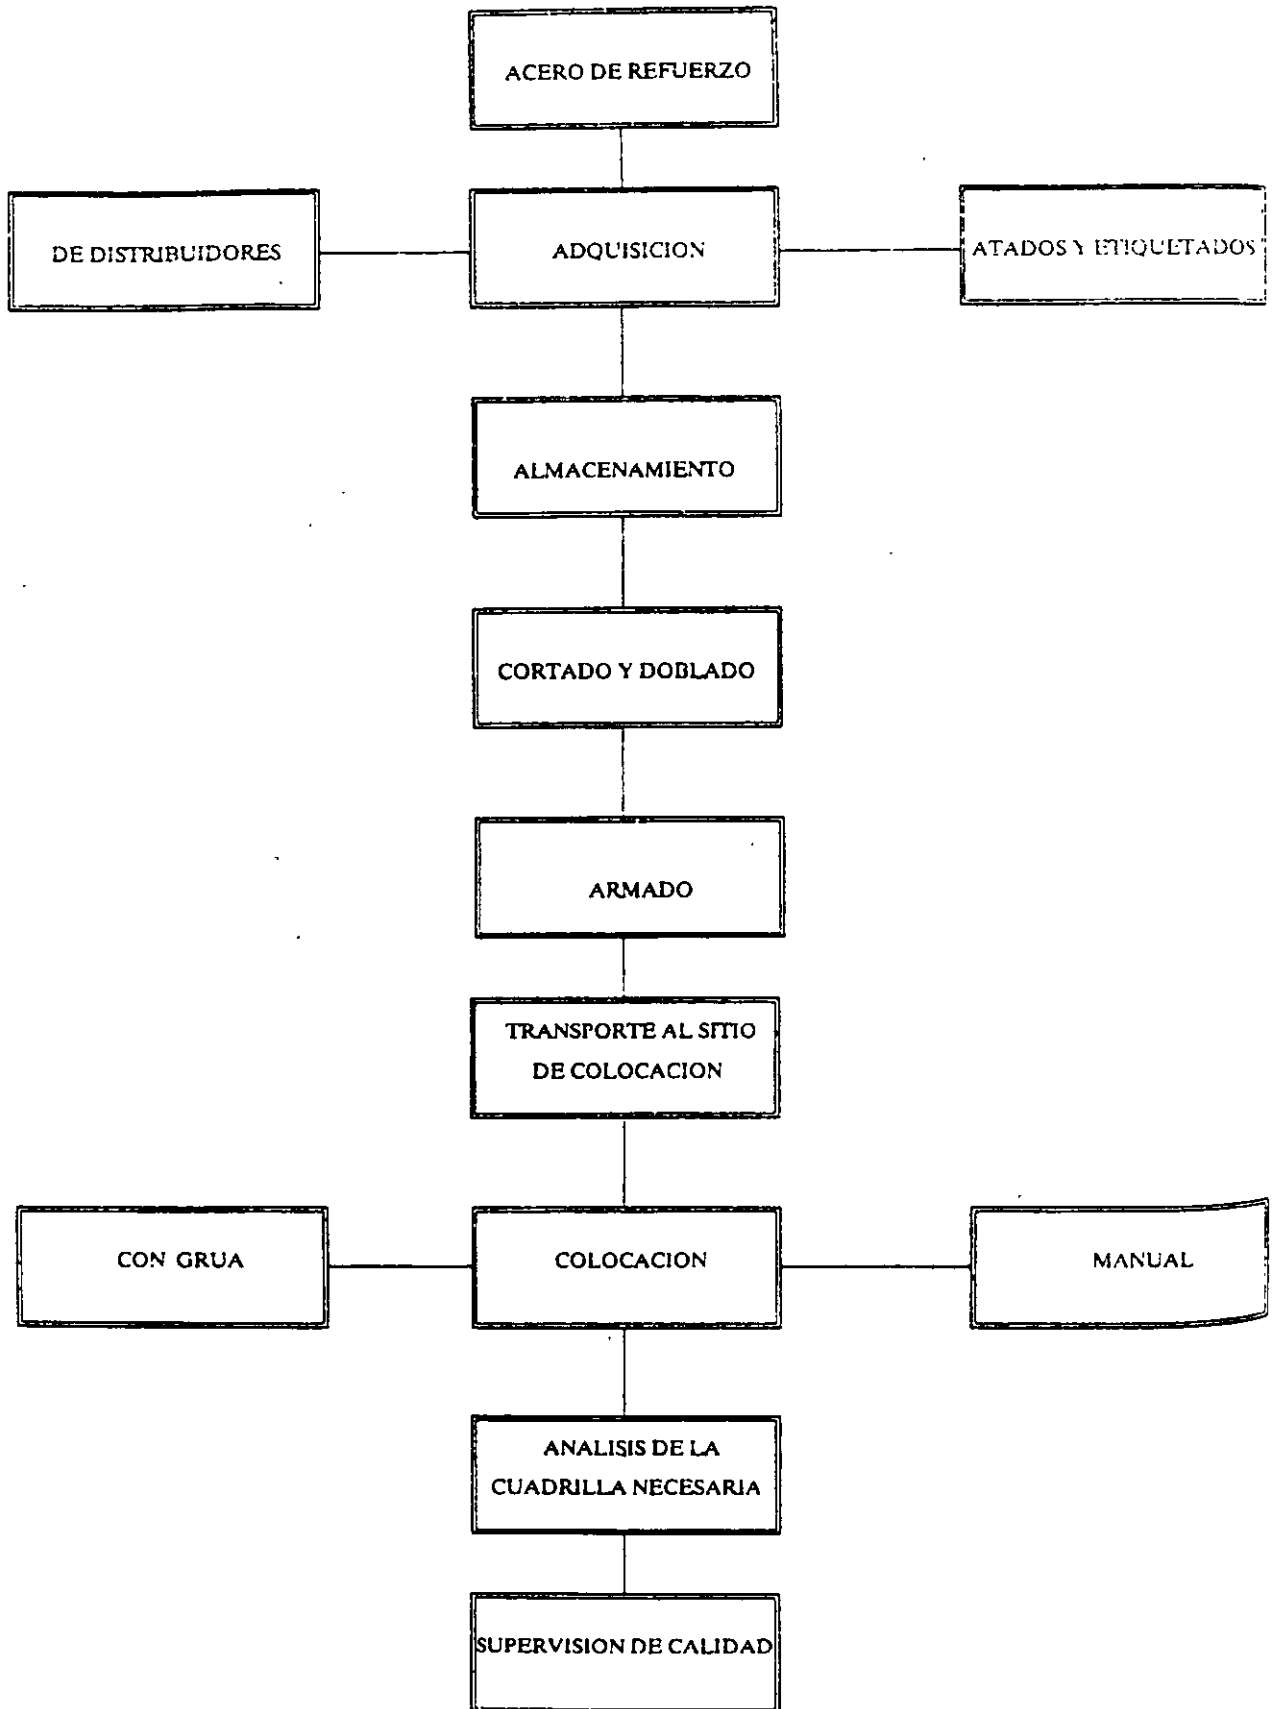 ACERO DE REFUERZO
DE DISTRIBUIDORES
ADQUISICION
ATADOS Y ETIQUETADOS
ALMACENAMIENTO
CORTADO Y DOBLADO
ARMADO
TRANSPORTE AL SITIO
DE COLOCACION
CON GRUA
COLOCACION
MANUAL
ANALISIS DE LA
CUADRILLA NECESARIA
SUPERVISION DE CALIDAD